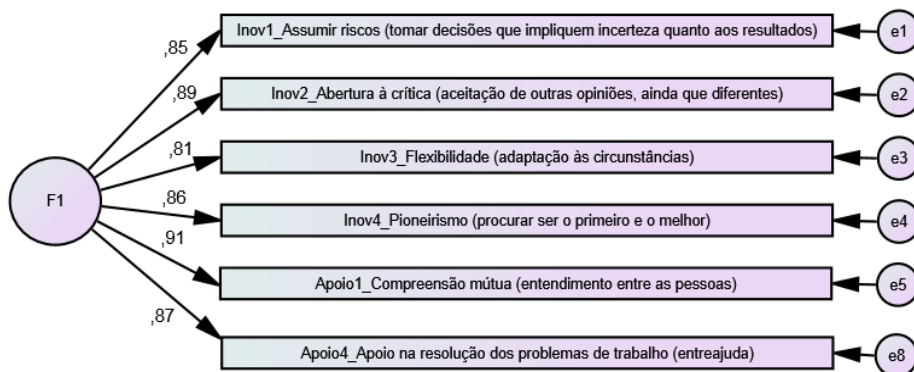 Inov1_Assumir riscos (tomar decisões que impliquem incerteza quanto aos resultados)
e1
,85
Inov2_Abertura à crítica (aceitação de outras opiniões, ainda que diferentes)
e2
,89
Inov3_Flexibilidade (adaptação às circunstâncias)
e3
,81
F1
Inov4_Pioneirismo (procurar ser o primeiro e o melhor)
e4
,86
Apoio1_Compreensão mútua (entendimento entre as pessoas)
e5
,91
Apoio4_Apoio na resolução dos problemas de trabalho (entreajuda)
e8
,87